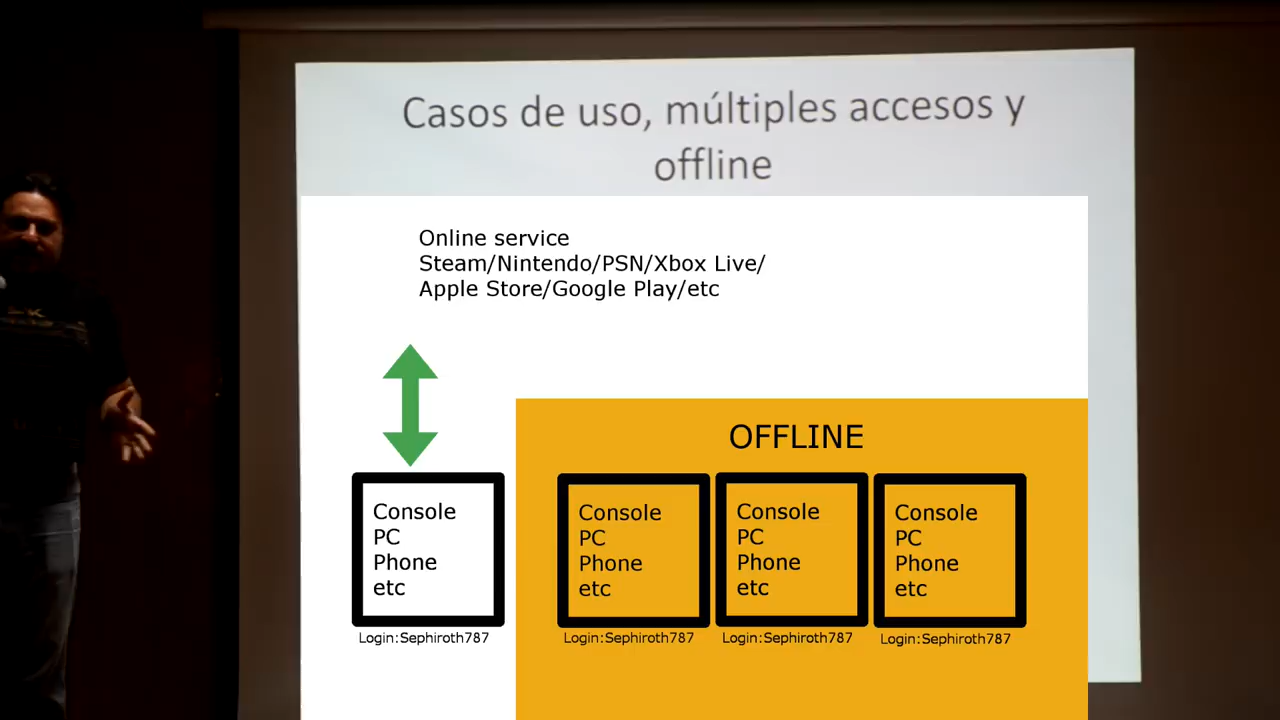 Casos de uso, múltiples accesos y
offline
Online service
Steam/Nintendo/PSN/Xbox Live/
Apple Store/Google Play/etc
OFFLINE
Console
PC
Phone
etc
Login:Sephiroth787
Console
PC
Phone
etc
Login:Sephiroth787
Console
PC
Phone
etc
Login:Sephiroth787
Console
PC
Phone
etc
Login:Sephiroth787